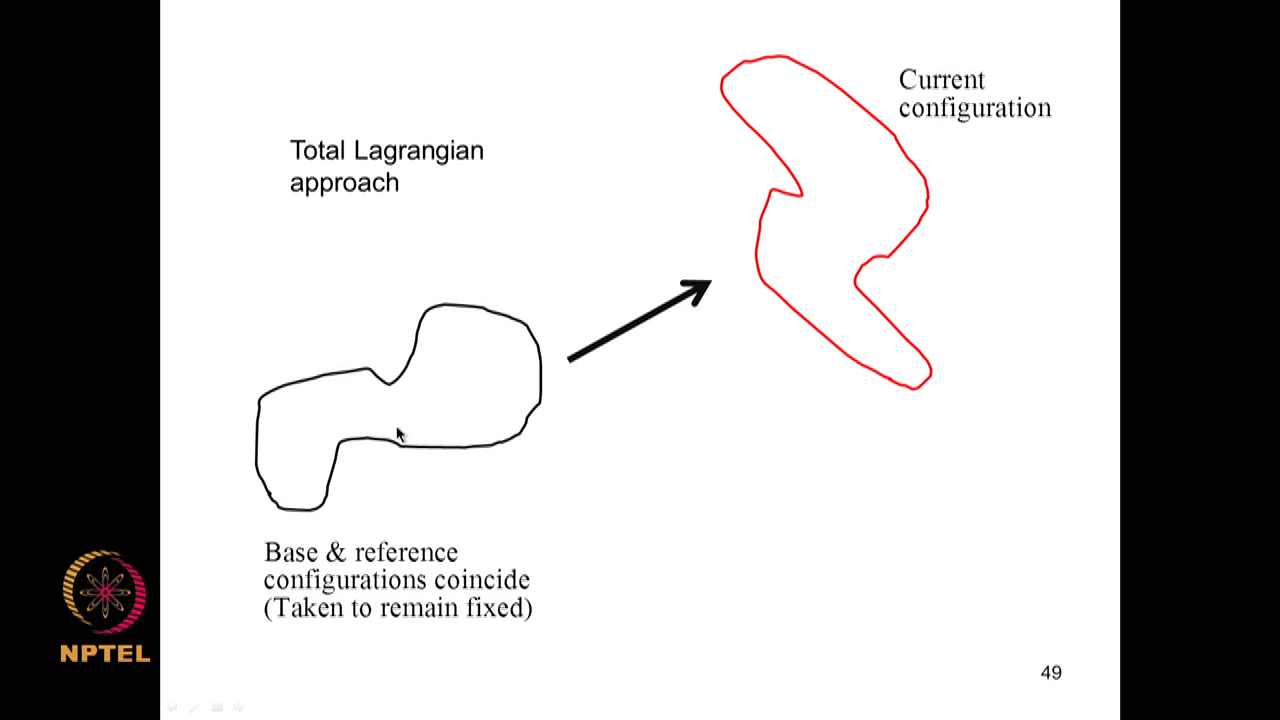 Current
configuration
Total Lagrangian
approach
Base & reference
configurations coincide
(Taken to remain fixed)
NPTEL
49